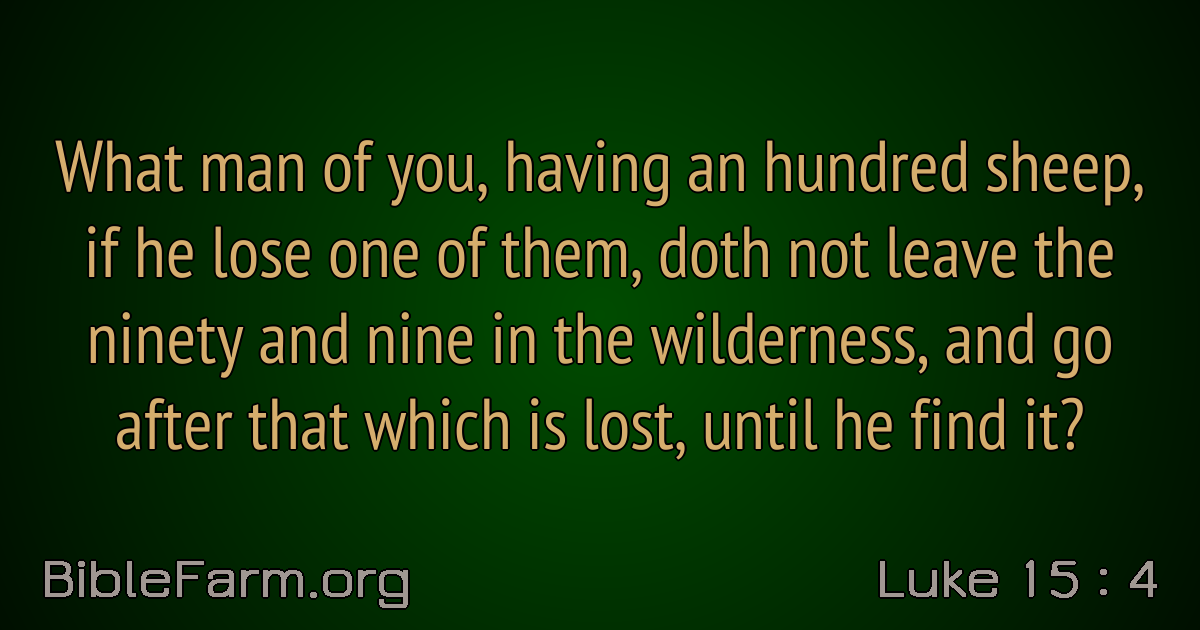 What man of you, having an hundred sheep,
if he lose one of them, doth not leave the
ninety and nine in the wilderness, and go
after that which is lost, until he find it?
BibleFarm.org
Luke 15 : 4